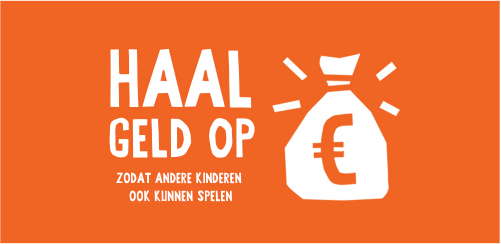 HAAL
GELD OP
ZODAT ANDERE KINDEREN
OOK KUNNEN SPELEN
€